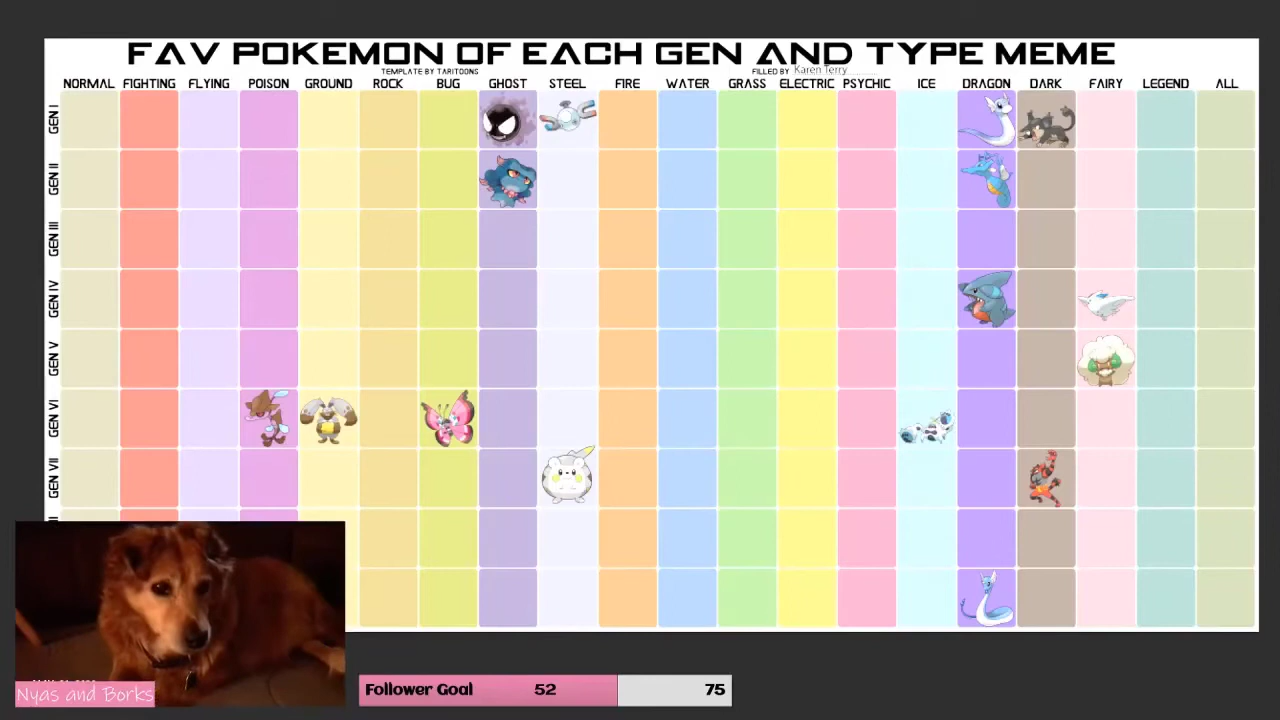 FAV POKEMON OF EACH GEN AND TYPE MEME
TEMPLATE BY TARITOONS
FILLED BY Karen Terry
NORMAL FIGHTING FLYING POISON GROUND ROCK BUG GHOST STEEL FIRE WATER GRASS ELECTRIC PSYCHIC ICE DRAGON DARK FAIRY LEGEND ALL
GEN I
GEN II
GEN III
GEN IV
GEN V
GEN VI
GEN VII
Nyas and Borks
Follower Goal 52 75